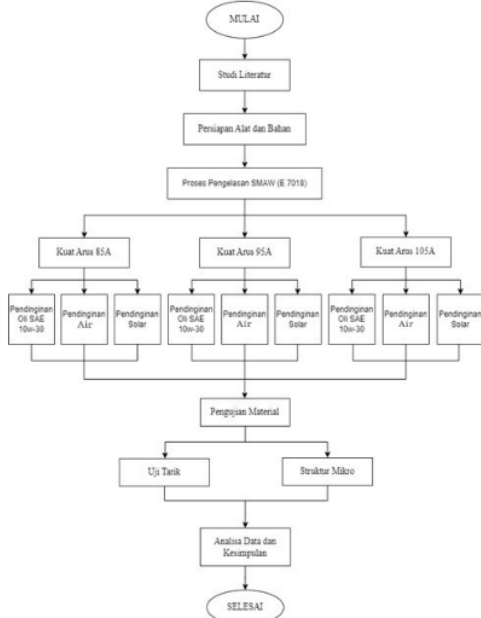 MULAI
Studi Literatur
Persiapan Alat dan Bahan
Proses Pengelasan SMAW (E 7018)
Kuat Arus 85A
Kuat Arus 95A
Kuat Arus 105A
Pendinginan
Oli SAE
10w-30
Pendingina
Air
Pendinginan
Solar
Pendinginan
Oli SAE
10w-30
Pendinginan
Air
Pendinginan
Solar
Pendinginan
Oli SAE
10w-30
Pendinginan
Air
Pendinginan
Solar
Pengujian Material
Uji Tarik
Struktur Mikro
Analisa Data dan
Kesimpulan
SELESAI